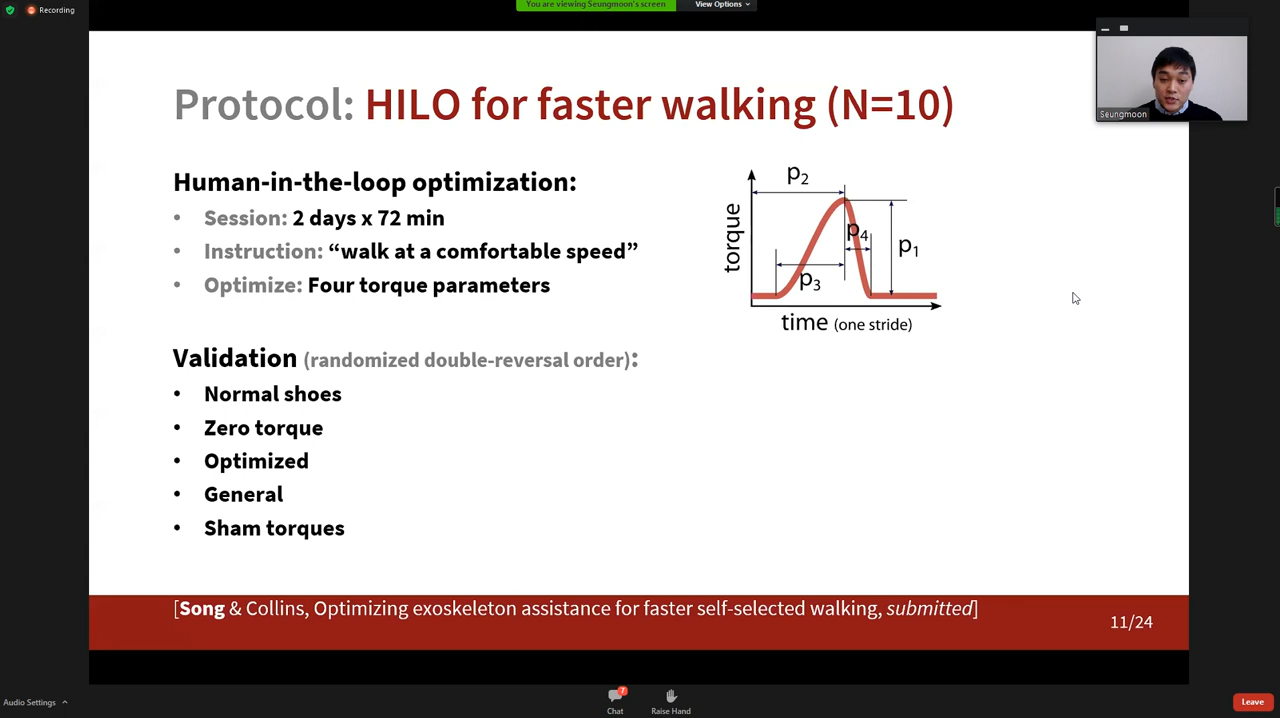 Recording
You are viewing Seungmoon's screen
View Options
Protocol: HILO for faster walking (N=10)
Seungmoon
Human-in-the-loop optimization:
• Session: 2 days x 72 min
• Instruction: “walk at a comfortable speed”
• Optimize: Four torque parameters
torque
p2
p4
p1
p3
time (one stride)
Validation (randomized double-reversal order):
• Normal shoes
• Zero torque
• Optimized
• General
• Sham torques
[Song & Collins, Optimizing exoskeleton assistance for faster self-selected walking, submitted]
11/24
Audio Settings
7
Chat
Raise Hand
Leave